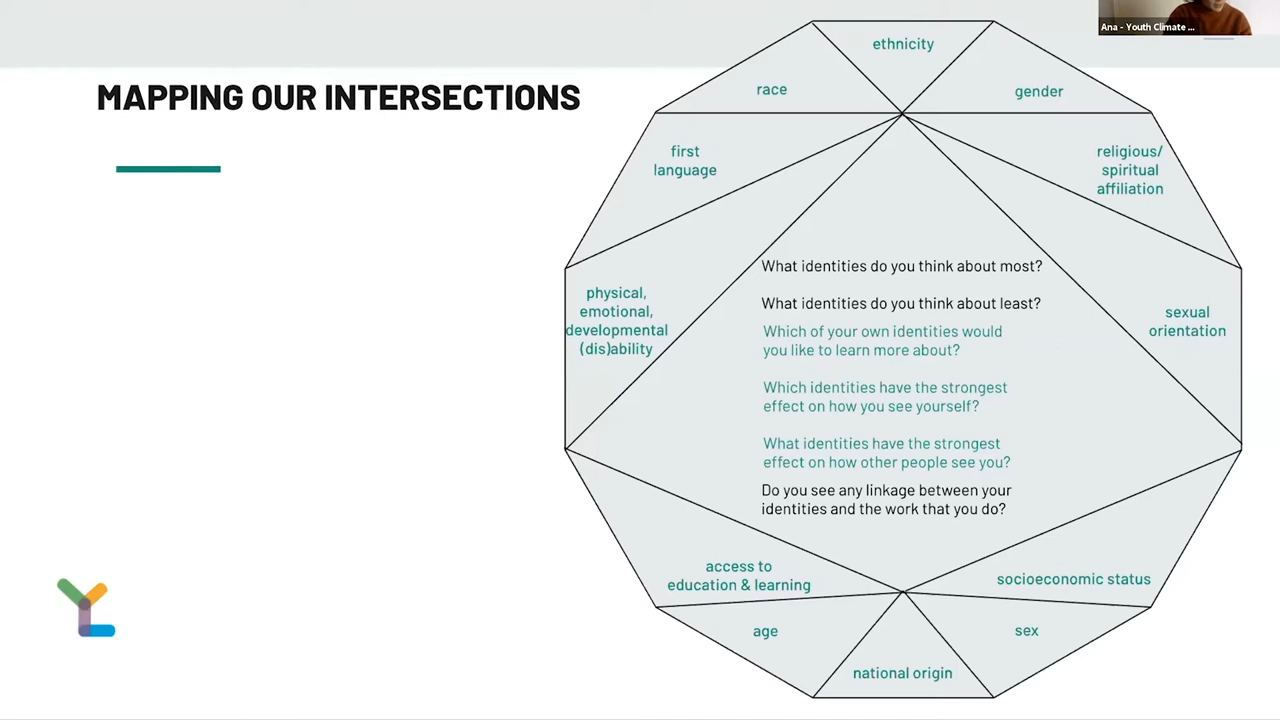 Ana - Youth Climate ...
MAPPING OUR INTERSECTIONS
ethnicity
race
gender
first
language
religious/
spiritual
affiliation
physical,
emotional,
developmental
(dis)ability
sexual
orientation
What identities do you think about most?
What identities do you think about least?
Which of your own identities would
you like to learn more about?
Which identities have the strongest
effect on how you see yourself?
What identities have the strongest
effect on how other people see you?
Do you see any linkage between your
identities and the work that you do?
access to
education & learning
socioeconomic status
age
sex
national origin
YL